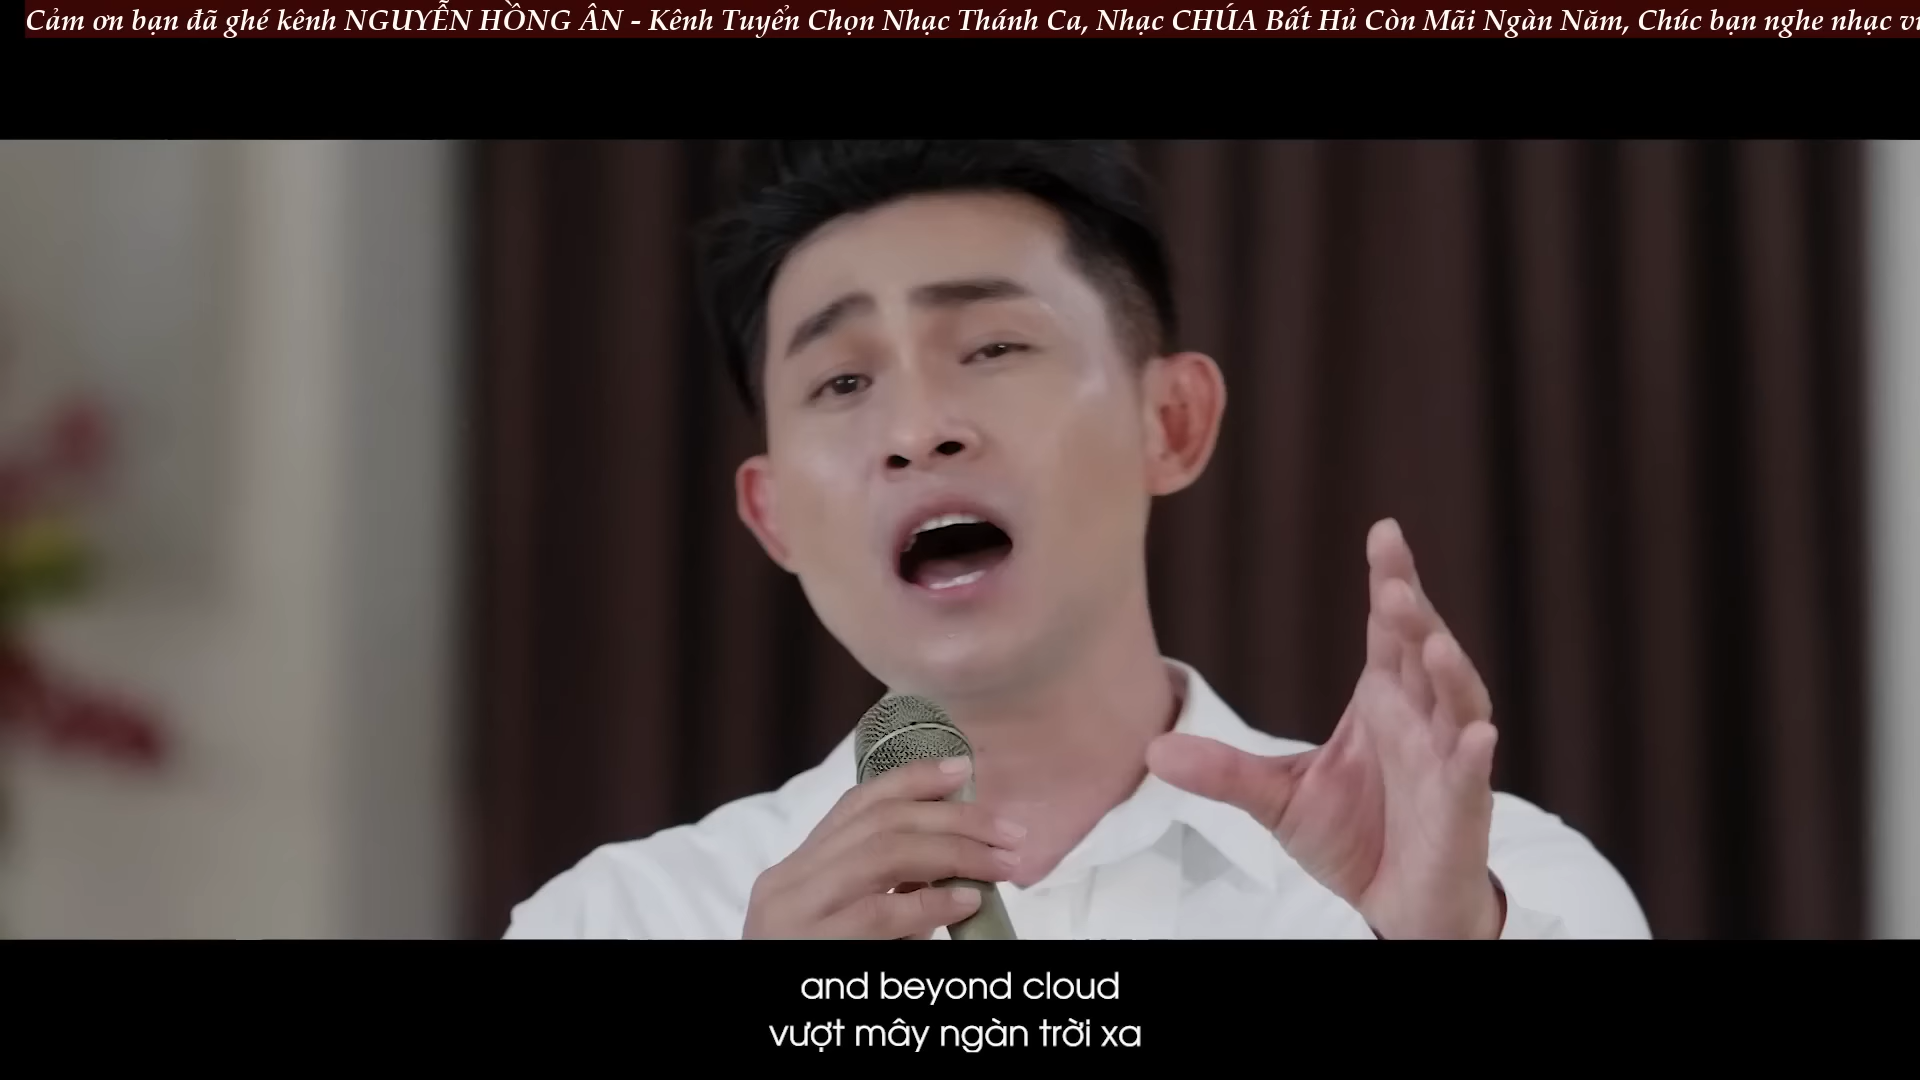 Cảm ơn bạn đã ghé kênh NGUYỄN HỒNG ÂN - Kênh Tuyển Chọn Nhạc Thánh Ca, Nhạc CHÚA Bất Hủ Còn Mãi Ngàn Năm, Chúc bạn nghe nhạc
and beyond cloud
vượt mây ngàn trời xa